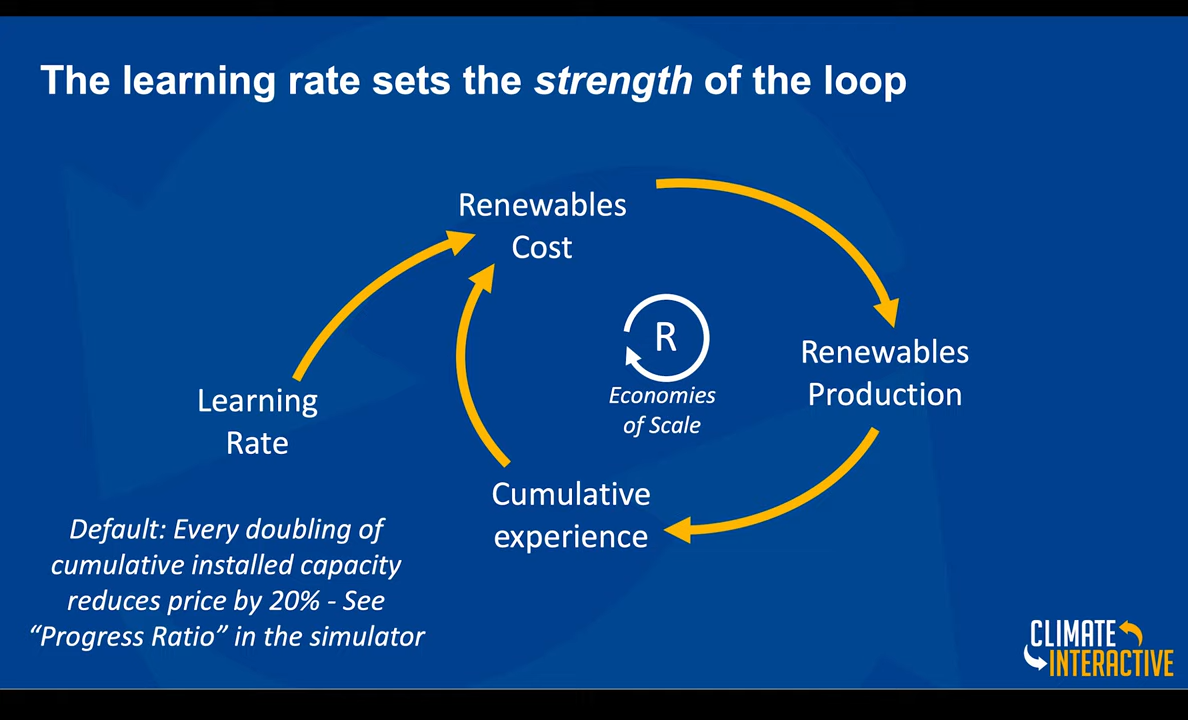 The learning rate sets the strength of the loop
Renewables
Cost
R
Economies
of Scale
Renewables
Production
Learning
Rate
Cumulative
experience
Default: Every doubling of
cumulative installed capacity
reduces price by 20% - See
“Progress Ratio” in the simulator
CLIMATE
INTERACTIVE